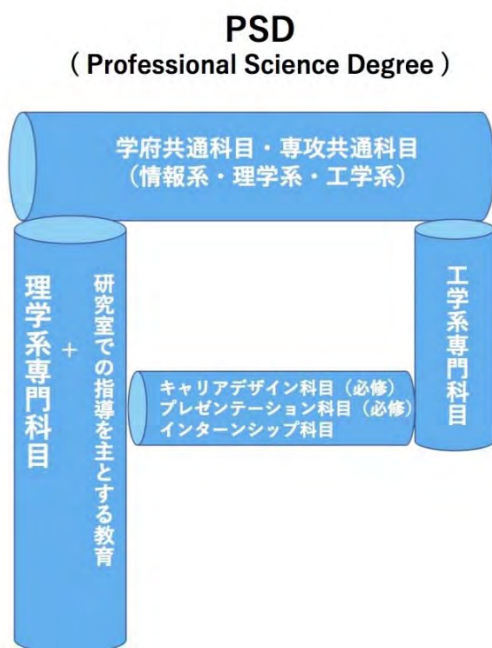 PSD
( Professional Science Degree )
学府共通科目・専攻共通科目
(情報系・理学系・工学系)
理学系専門科目
+
研究室での指導を主とする教育
キャリアデザイン科目(必修)
プレゼンテーション科目(必修)
インターンシップ科目
工学系専門科目